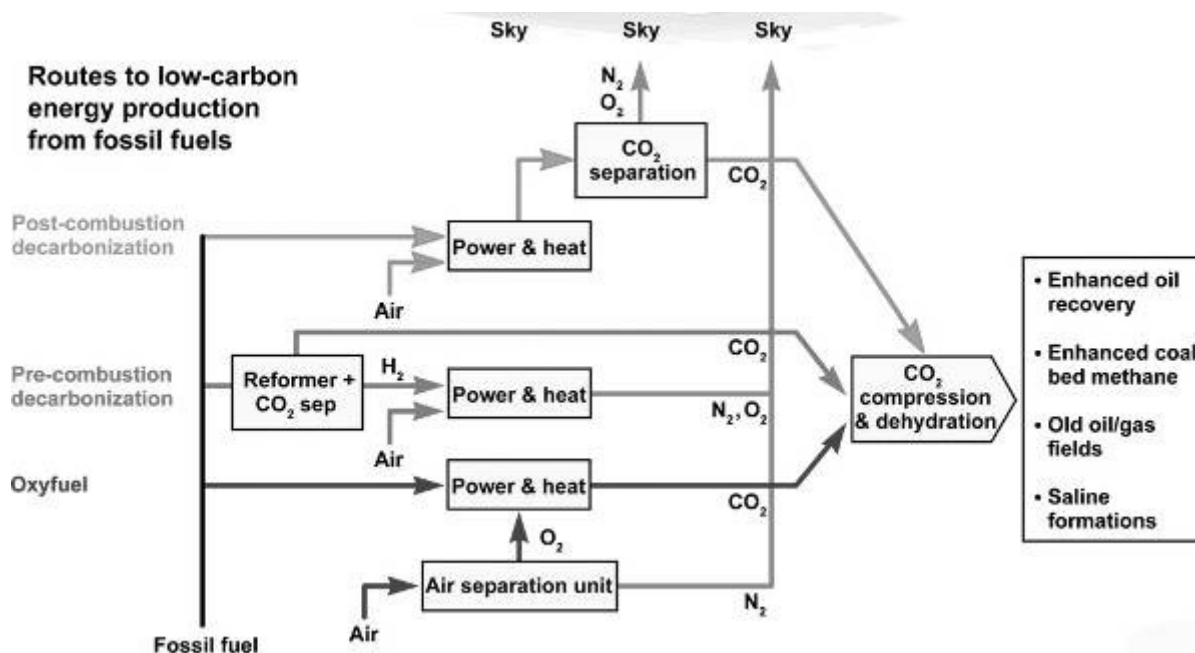 Sky Sky Sky
Routes to low-carbon
energy production
from fossil fuels
N₂
O₂
CO₂
separation
CO₂
Post-combustion
decarbonization
Power & heat
Air
• Enhanced oil
recovery
• Enhanced coal
bed methane
• Old oil/gas
fields
• Saline
formations
CO₂
Pre-combustion
decarbonization
Reformer +
CO₂ sep
H₂
Power & heat
N₂, O₂
CO₂
compression
& dehydration
Air
Oxyfuel
Power & heat
CO₂
O₂
Air separation unit
N₂
Air
Fossil fuel